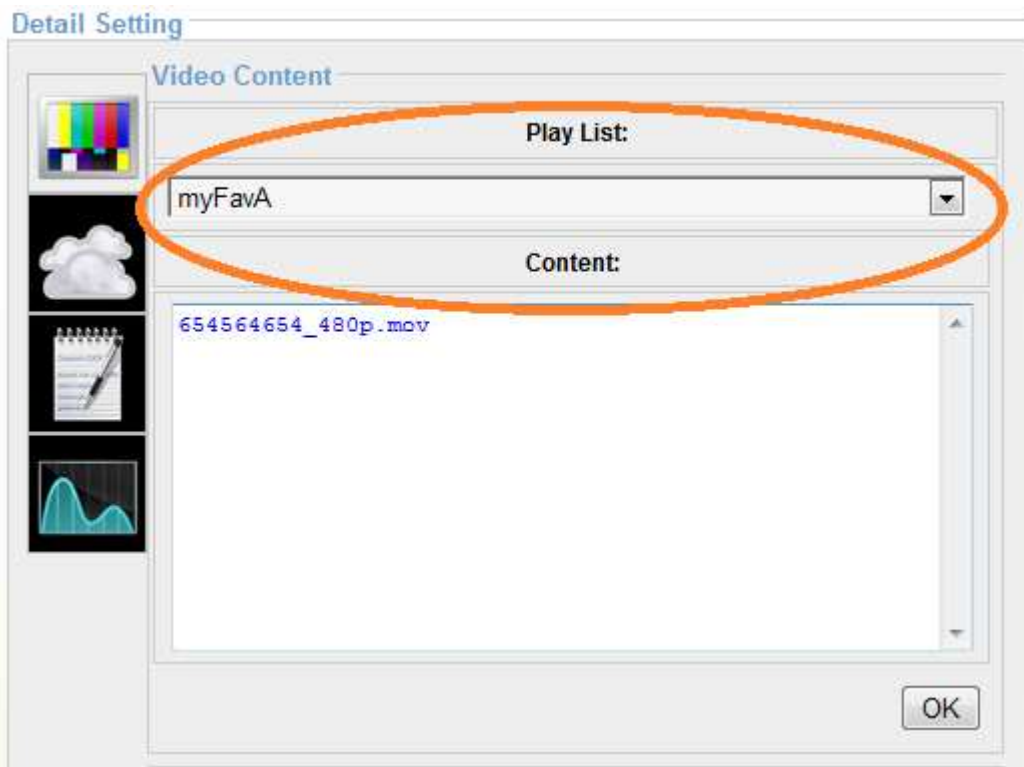 Detail Setting
Video Content
Play List:
myFavA
Content:
654564654_480p.mov
OK